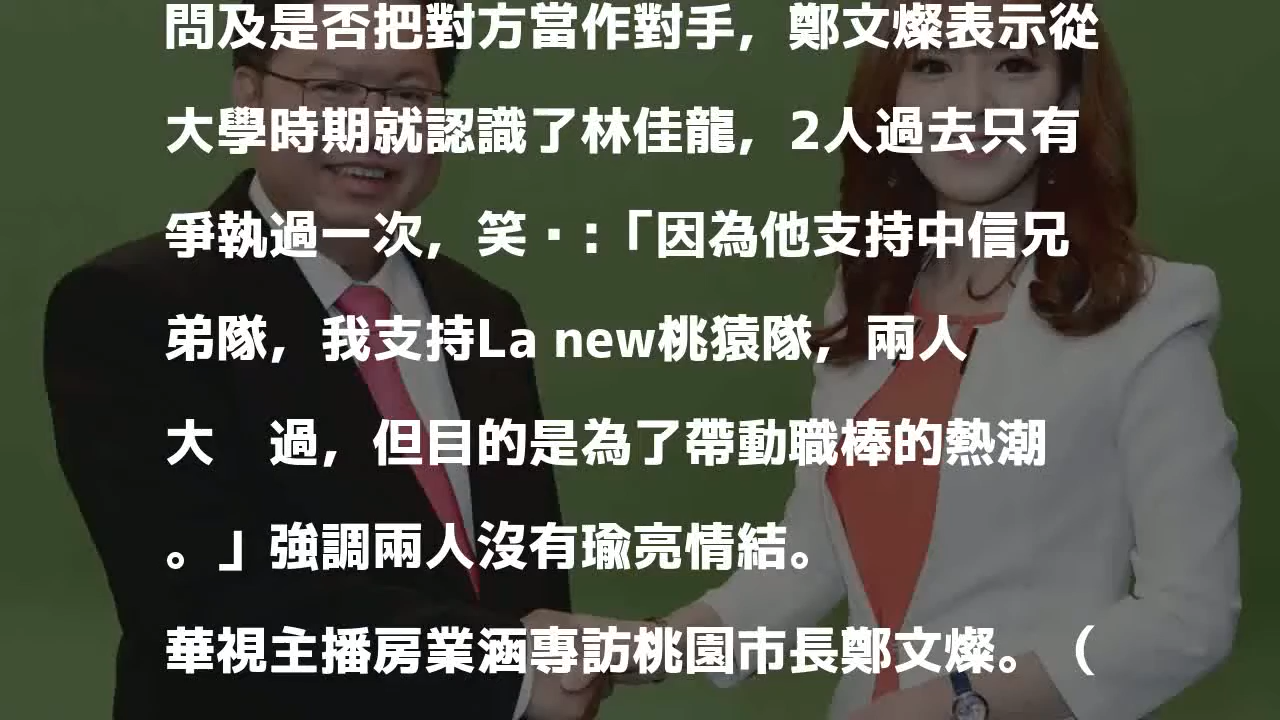 問及是否把對方當作對手，鄭文燦表示從
大學時期就認識了林佳龍，2人過去只有
爭執過一次，笑·:「因為他支持中信兄
弟隊，我支持La new桃猿隊，兩人
大　過，但目的是為了帶動職棒的熱潮
。」強調兩人沒有瑜亮情結。
華視主播房業涵專訪桃園市長鄭文燦。（